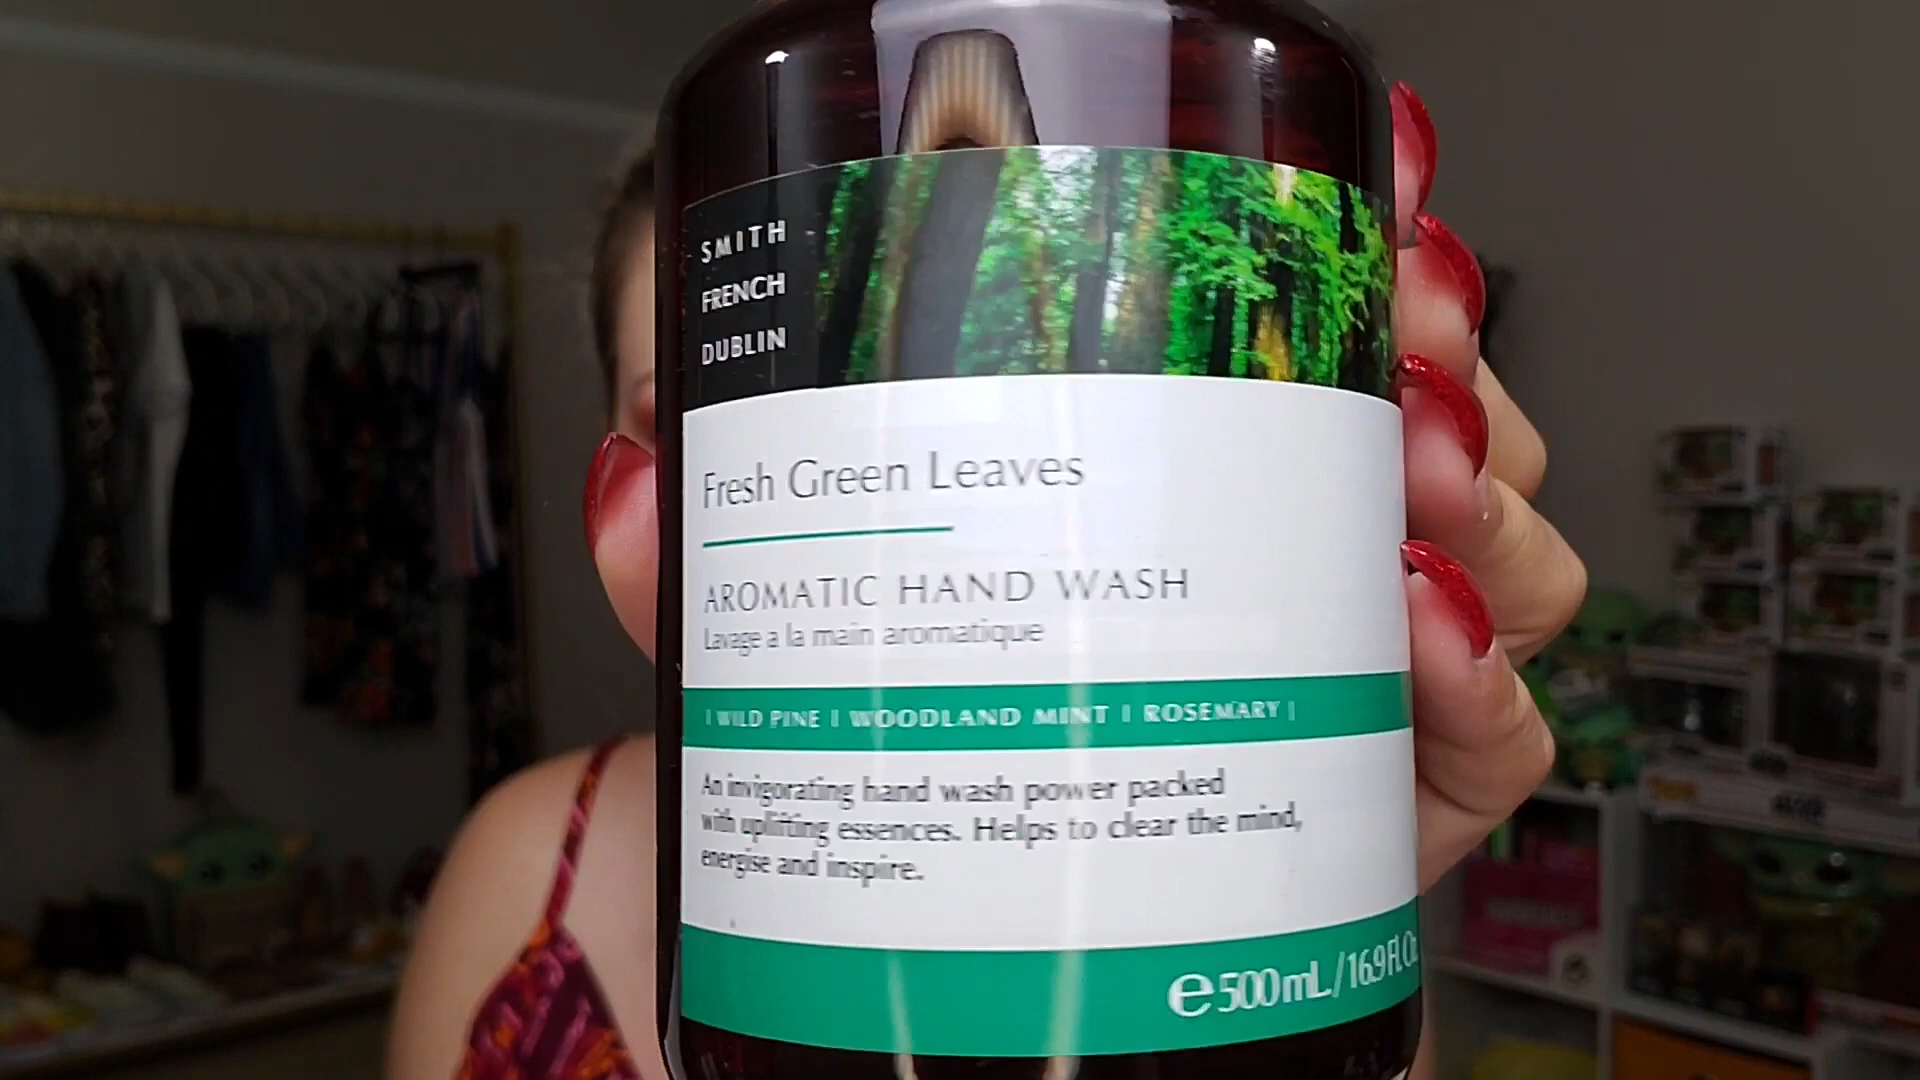 SMITH
FRENCH
DUBLIN
Fresh Green Leaves
AROMATIC HAND WASH
Lavage a la main aromatique
| WILD PINE | WOODLAND MINT | ROSEMARY |
An invigorating hand wash power packed
with uplifting essences. Helps to clear the mind,
energise and inspire.
℮500mL/16.9Fl.Oz